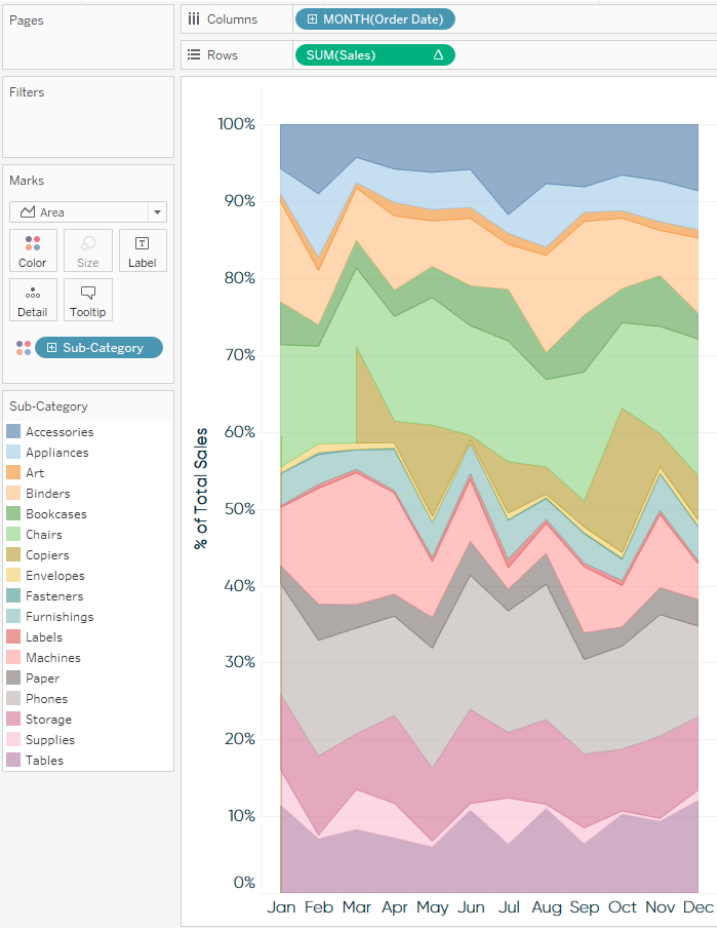 Pages
Columns
MONTH(Order Date)
Rows
SUM(Sales) Δ
Filters
Marks
Area
Color
Size
Label
Detail
Tooltip
Sub-Category
Sub-Category
Accessories
Appliances
Art
Binders
Bookcases
Chairs
Copiers
Envelopes
Fasteners
Furnishings
Labels
Machines
Paper
Phones
Storage
Supplies
Tables
% of Total Sales
100%
90%
80%
70%
60%
50%
40%
30%
20%
10%
0%
Jan Feb Mar Apr May Jun Jul Aug Sep Oct Nov Dec